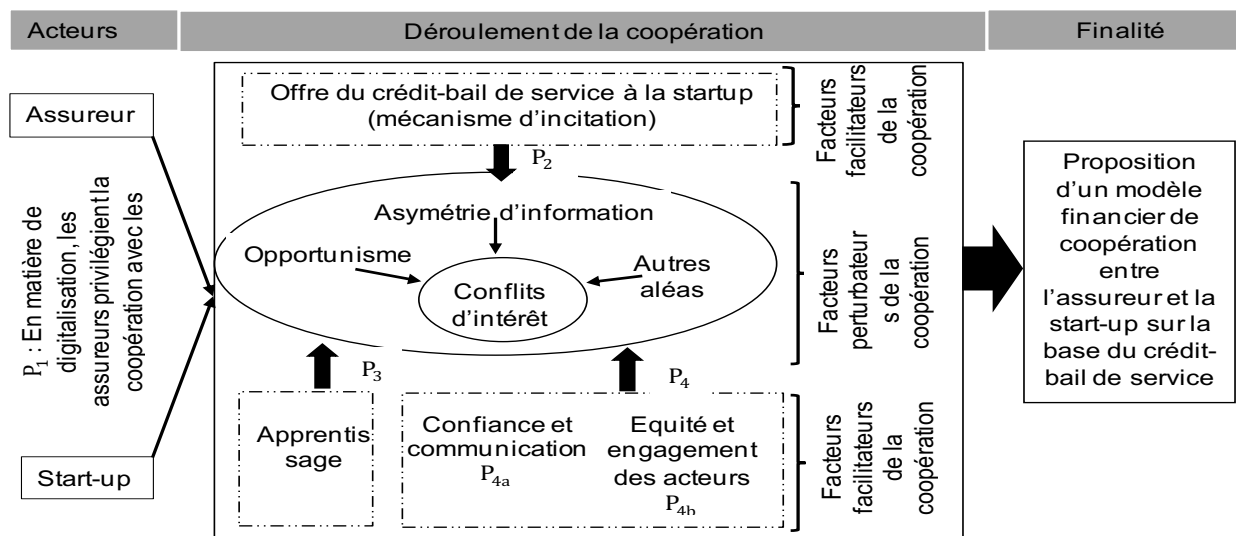 Acteurs
Déroulement de la coopération
Finalité
Assureur
P1 : En matière de
digitalisation, les
assureurs privilégient la
coopération avec les
Start-up
Offre du crédit-bail de service à la startup
(mécanisme d'incitation)
P2
Asymétrie d'information
Opportunisme
Autres
aléas
Conflits
d'intérêt
P3
P4
Apprentis
sage
Confiance et
communication
P4a
Equité et
engagement
des acteurs
P4b
Facteurs
facilitateurs
de la
coopération
Facteurs
perturbateur
s de la
coopération
Facteurs
facilitateurs
de la
coopération
Proposition
d'un modèle
financier de
coopération
entre
l'assureur et la
start-up sur la
base du crédit-
bail de service